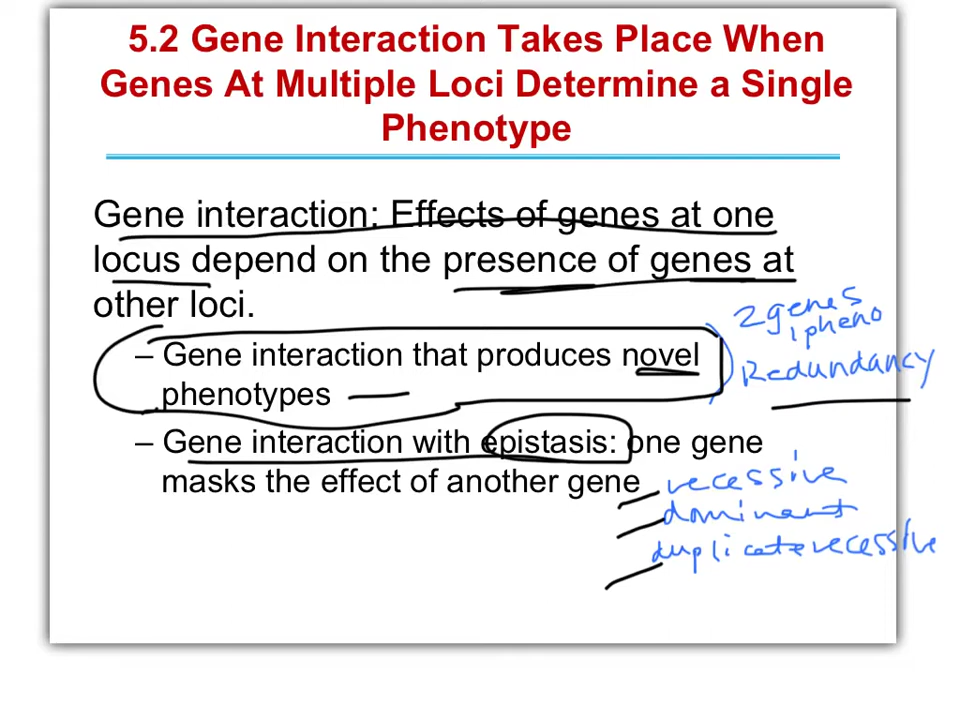 5.2 Gene Interaction Takes Place When
Genes At Multiple Loci Determine a Single
Phenotype
Gene interaction: Effects of genes at one
locus depend on the presence of genes at
other loci.
2genes
1 pheno
– Gene interaction that produces novel
phenotypes
Redundancy
– Gene interaction with epistasis: one gene
masks the effect of another gene
recessive
dominant
duplicate recessive